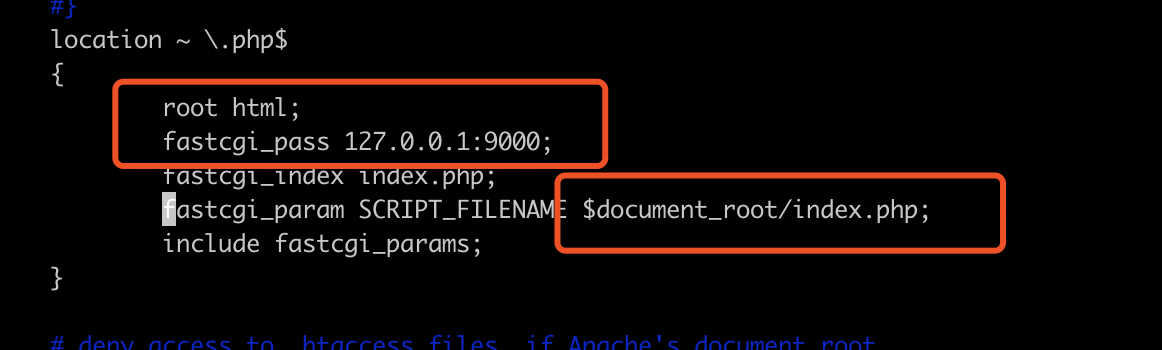 #}
location ~ \.php$
{
root html;
fastcgi_pass 127.0.0.1:9000;
fastcgi_index index.php;
fastcgi_param SCRIPT_FILENAME $document_root/index.php;
include fastcgi_params;
}
# deny access to .htaccess files, if Apache's document root